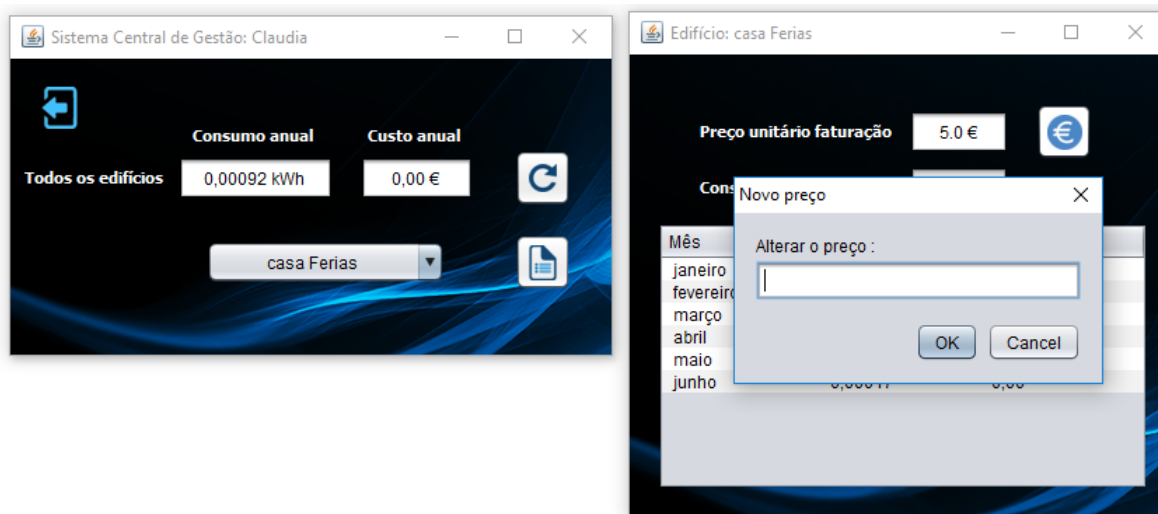 Sistema Central de Gestão: Claudia
Consumo anual Custo anual
Todos os edifícios 0,00092 kWh 0,00 €
casa Ferias
Edifício: casa Ferias
Preço unitário faturação 5.0 €
Novo preço
Alterar o preço :
OK Cancel
Mês
janeiro
fevereiro
março
abril
maio
junho